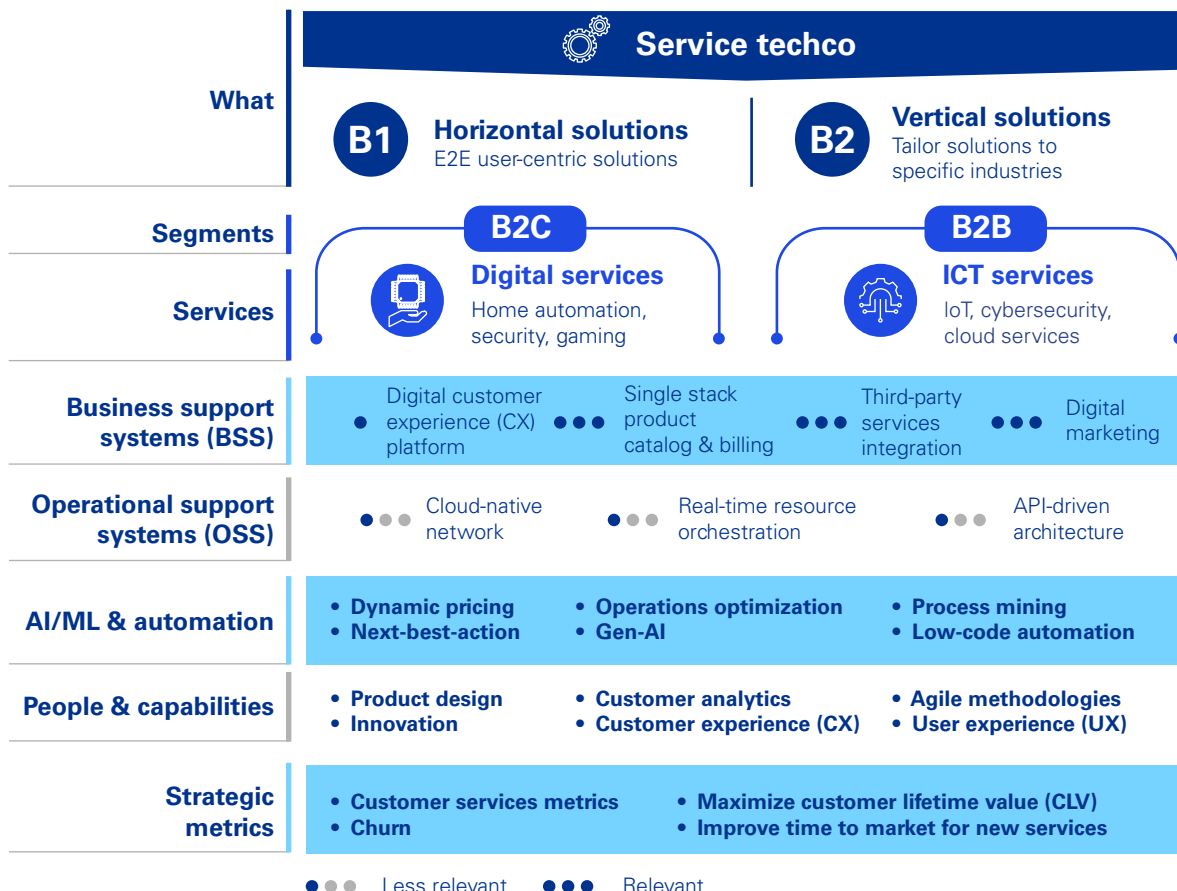 Service techco
What
B1
Horizontal solutions
E2E user-centric solutions
B2
Vertical solutions
Tailor solutions to
specific industries
Segments
B2C
B2B
Services
Digital services
Home automation,
security, gaming
ICT services
IoT, cybersecurity,
cloud services
Business support
systems (BSS)
Digital customer
experience (CX)
platform
Single stack
product
catalog & billing
Third-party
services
integration
Digital
marketing
Operational support
systems (OSS)
Cloud-native
network
Real-time resource
orchestration
API-driven
architecture
AI/ML & automation
• Dynamic pricing
• Next-best-action
• Operations optimization
• Gen-AI
• Process mining
• Low-code automation
People & capabilities
• Product design
• Innovation
• Customer analytics
• Customer experience (CX)
• Agile methodologies
• User experience (UX)
Strategic
metrics
• Customer services metrics
• Churn
• Maximize customer lifetime value (CLV)
• Improve time to market for new services
Less relevant
Relevant